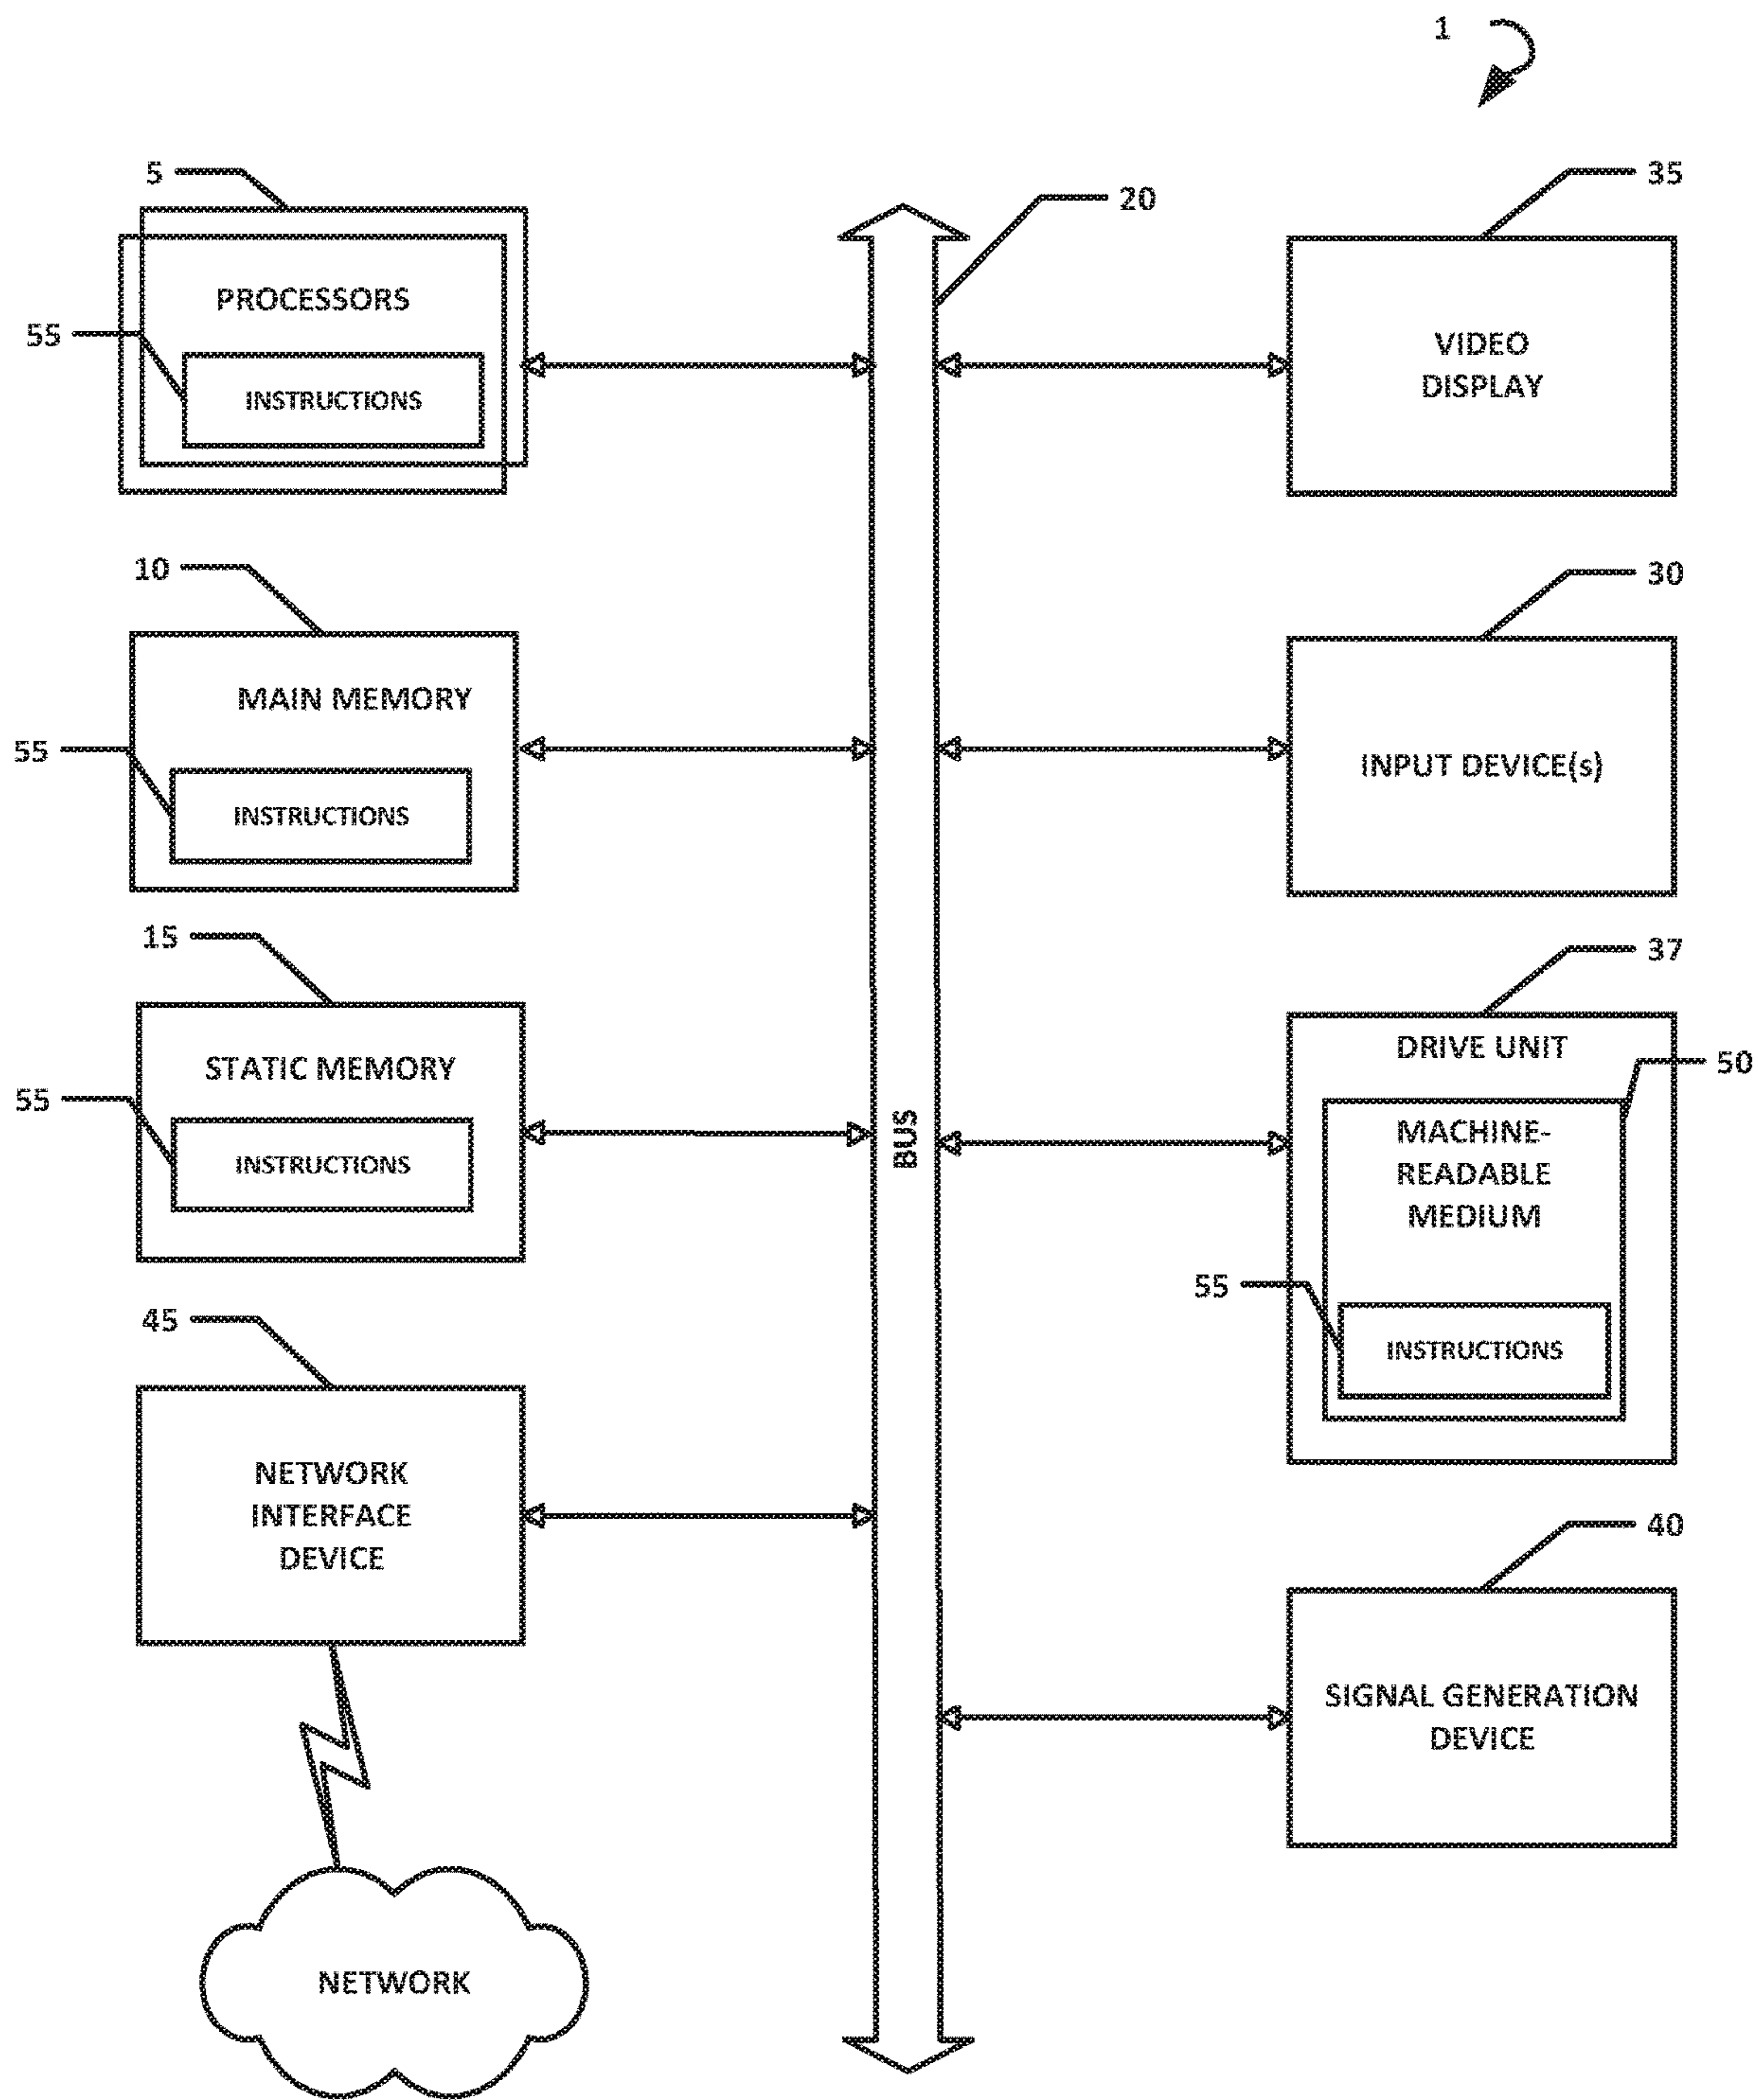 1
5
PROCESSORS
55
INSTRUCTIONS
10
MAIN MEMORY
55
INSTRUCTIONS
15
STATIC MEMORY
55
INSTRUCTIONS
45
NETWORK
INTERFACE
DEVICE
NETWORK
20
BUS
35
VIDEO
DISPLAY
30
INPUT DEVICE(s)
37
DRIVE UNIT
50
MACHINE-
READABLE
MEDIUM
55
INSTRUCTIONS
40
SIGNAL GENERATION
DEVICE